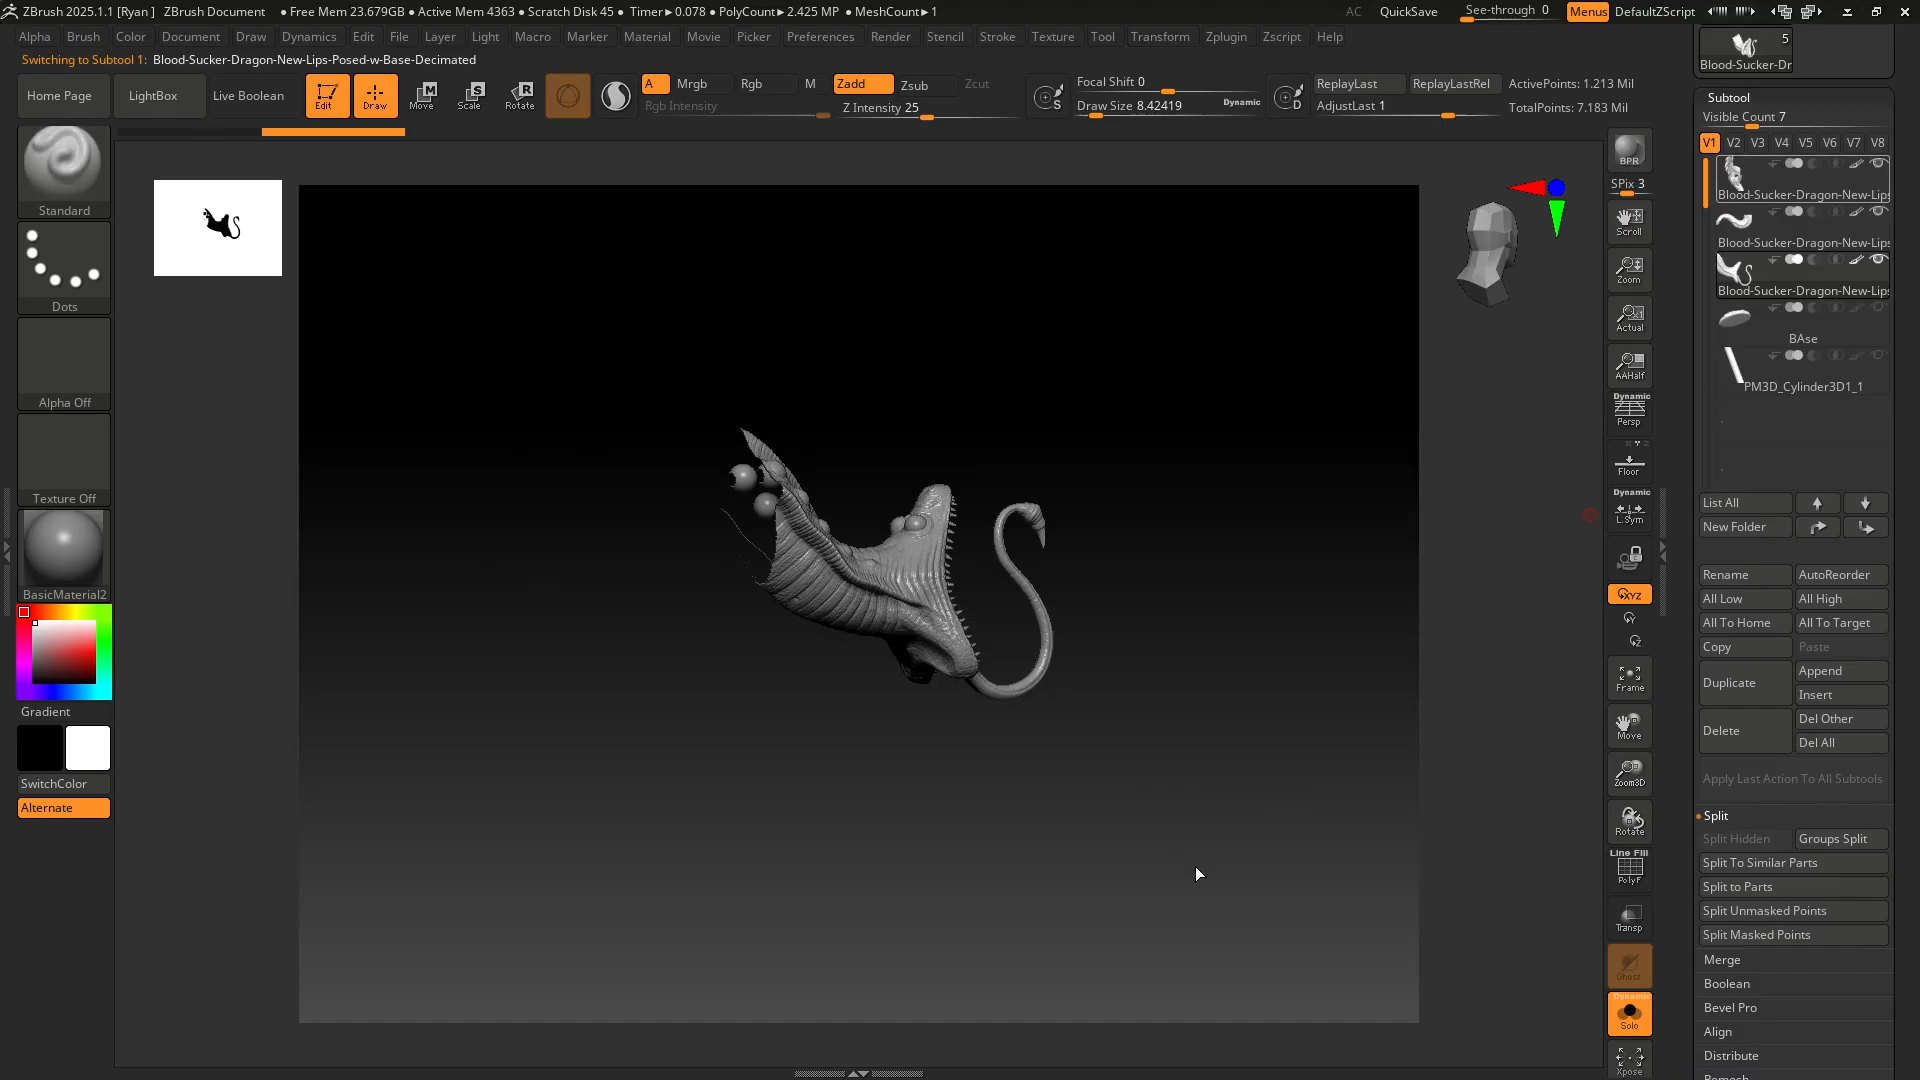 ZBrush 2025.1.1 [Ryan ] ZBrush Document ● Free Mem 23.679GB ● Active Mem 4363 ● Scratch Disk 45 ● Timer►0.078 ● PolyCount►2.425 MP ● MeshCount►1 AC QuickSave See-through 0 Menus DefaultZScript
Alpha Brush Color Document Draw Dynamics Edit File Layer Light Macro Marker Material Movie Picker Preferences Render Stencil Stroke Texture Tool Transform Zplugin Zscript Help
Switching to Subtool 1: Blood-Sucker-Dragon-New-Lips-Posed-w-Base-Decimated
Home Page LightBox Live Boolean Edit Draw Move Scale Rotate
A Mrgb Rgb M Zadd Zsub Zcut
Rgb Intensity Z Intensity 25
Focal Shift 0
Draw Size 8.42419 Dynamic
ReplayLast ReplayLastRel ActivePoints: 1.213 Mil
AdjustLast 1 TotalPoints: 7.183 Mil
Standard
Dots
Alpha Off
Texture Off
BasicMaterial2
Gradient
SwitchColor
Alternate
BPR
SPix 3
Scroll
Zoom
Actual
AAHalf
Dynamic
Persp
Floor
Dynamic
L.Sym
XYZ
Y
Z
Frame
Move
Zoom3D
Rotate
Line Fill
PolyF
Transp
Ghost
Dynamic
Solo
Xpose
5
Blood-Sucker-Dr
Subtool
Visible Count 7
V1 V2 V3 V4 V5 V6 V7 V8
Blood-Sucker-Dragon-New-Lips
Blood-Sucker-Dragon-New-Lips
Blood-Sucker-Dragon-New-Lips
BAse
PM3D_Cylinder3D1_1
List All
New Folder
Rename AutoReorder
All Low All High
All To Home All To Target
Copy Paste
Duplicate Append
Insert
Delete Del Other
Del All
Apply Last Action To All Subtools
Split
Split Hidden Groups Split
Split To Similar Parts
Split to Parts
Split Unmasked Points
Split Masked Points
Merge
Boolean
Bevel Pro
Align
Distribute
Remesh